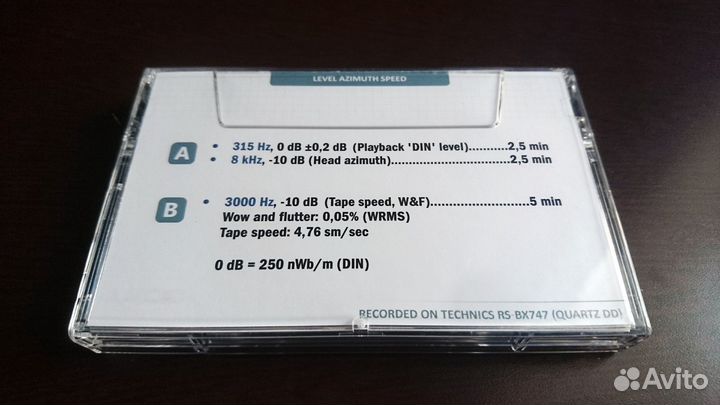 LEVEL AZIMUTH SPEED
A
• 315 Hz, 0 dB ±0,2 dB (Playback 'DIN' level)..................2,5 min
• 8 kHz, -10 dB (Head azimuth)..............................2,5 min
B
• 3000 Hz, -10 dB (Tape speed, W&F).........................5 min
Wow and flutter: 0,05% (WRMS)
Tape speed: 4,76 sm/sec
0 dB = 250 nWb/m (DIN)
RECORDED ON TECHNICS RS-BX747 (QUARTZ DD)
Avito